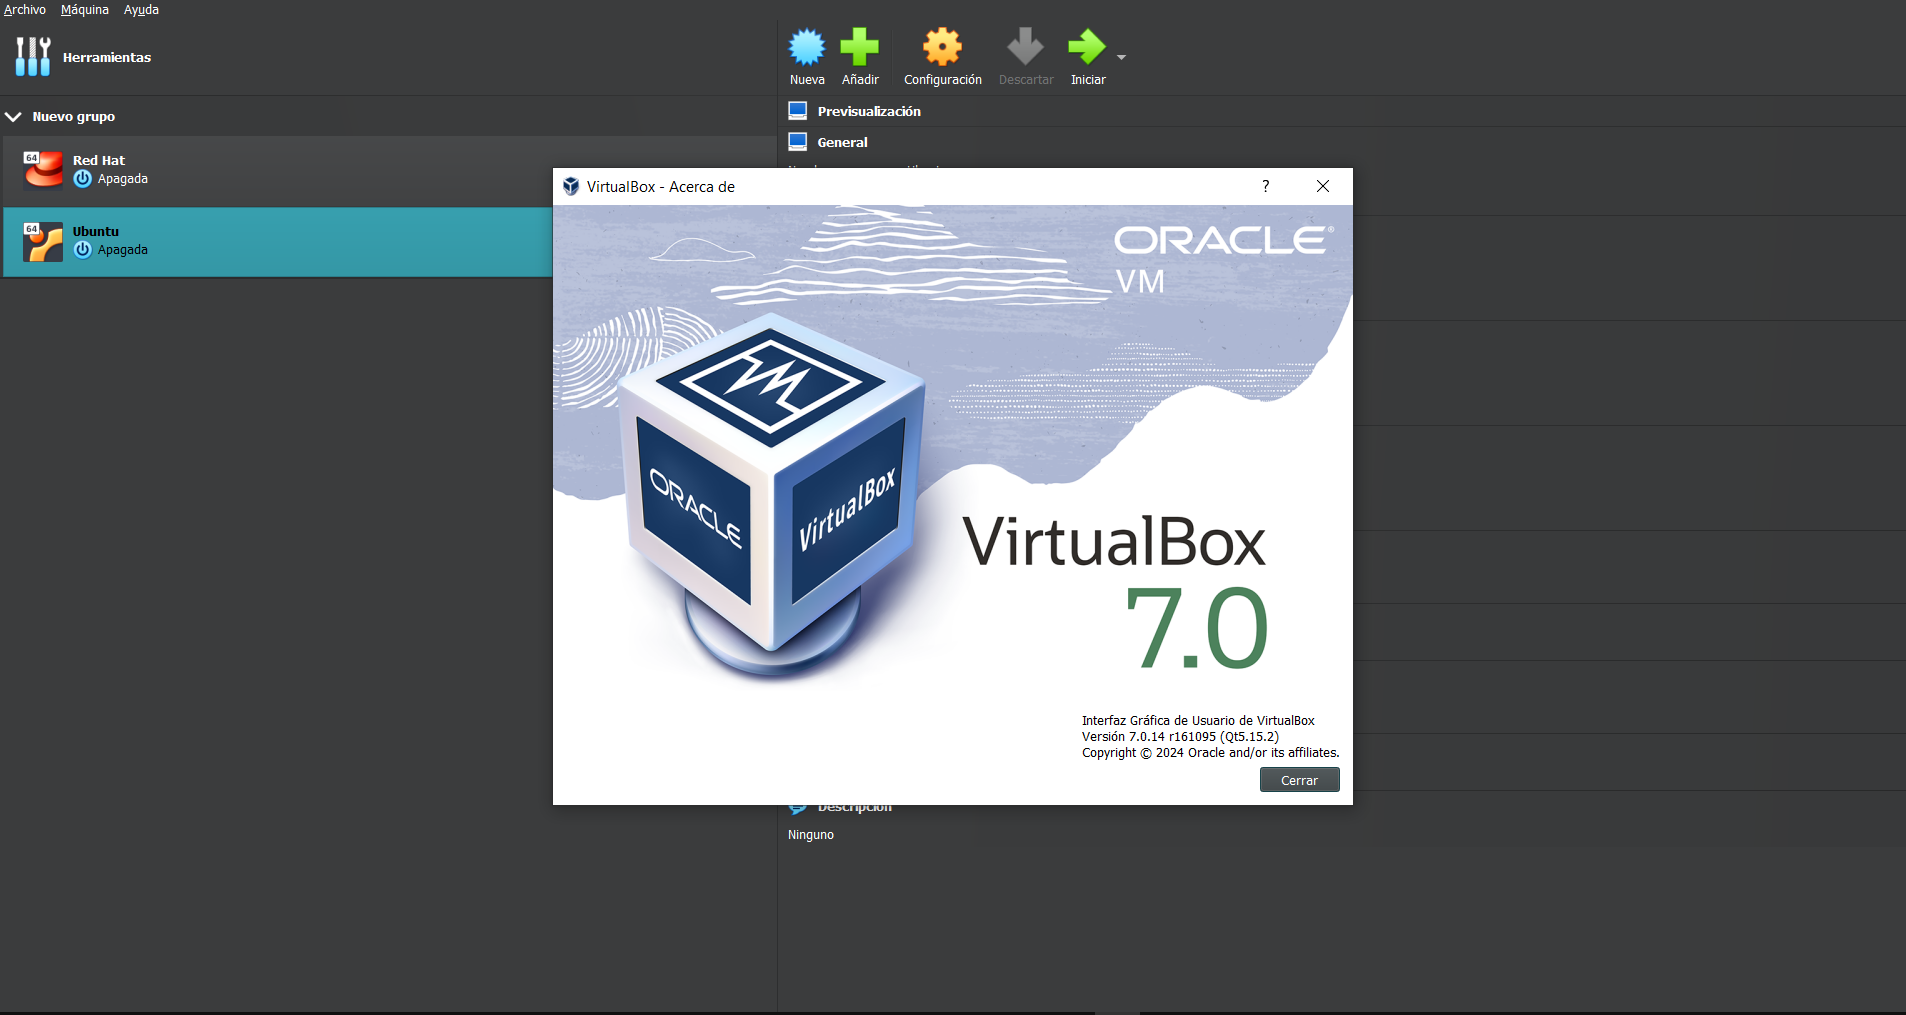 Archivo Máquina Ayuda
Herramientas
Nueva Añadir Configuración Descartar Iniciar
Nuevo grupo
64
Red Hat
Apagada
64
Ubuntu
Apagada
Previsualización
General
VirtualBox - Acerca de ?
ORACLE®
VM
ORACLE
VirtualBox
VirtualBox
7.0
Interfaz Gráfica de Usuario de VirtualBox
Versión 7.0.14 r161095 (Qt5.15.2)
Copyright © 2024 Oracle and/or its affiliates.
Cerrar
Descripción
Ninguno